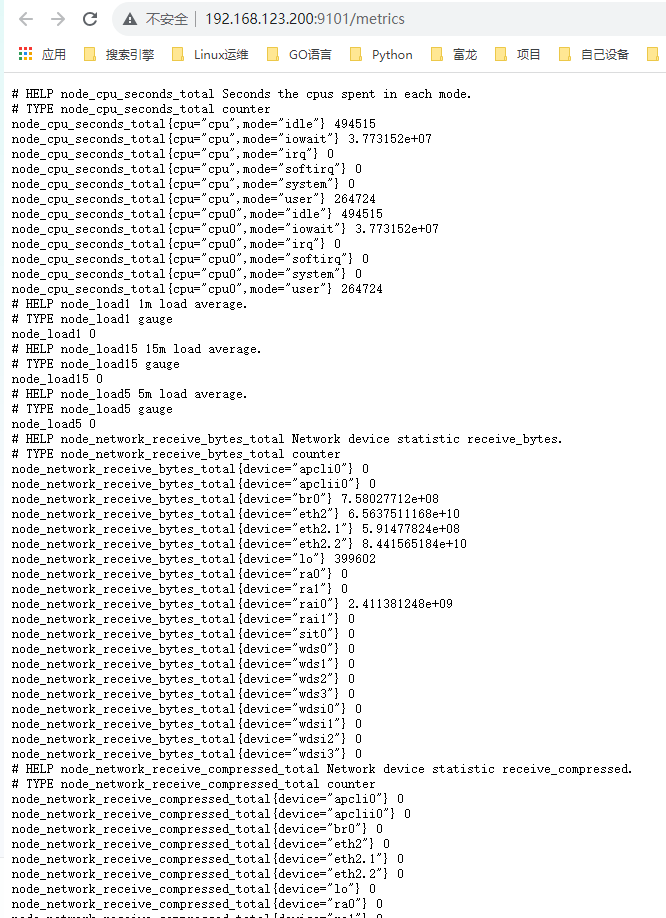 不安全 192.168.123.200:9101/metrics
应用 搜索引擎 Linux运维 GO语言 Python 富龙 项目 自己设备
# HELP node_cpu_seconds_total Seconds the cpus spent in each mode.
# TYPE node_cpu_seconds_total counter
node_cpu_seconds_total{cpu="cpu",mode="idle"} 494515
node_cpu_seconds_total{cpu="cpu",mode="iowait"} 3.773152e+07
node_cpu_seconds_total{cpu="cpu",mode="irq"} 0
node_cpu_seconds_total{cpu="cpu",mode="softirq"} 0
node_cpu_seconds_total{cpu="cpu",mode="system"} 0
node_cpu_seconds_total{cpu="cpu",mode="user"} 264724
node_cpu_seconds_total{cpu="cpu0",mode="idle"} 494515
node_cpu_seconds_total{cpu="cpu0",mode="iowait"} 3.773152e+07
node_cpu_seconds_total{cpu="cpu0",mode="irq"} 0
node_cpu_seconds_total{cpu="cpu0",mode="softirq"} 0
node_cpu_seconds_total{cpu="cpu0",mode="system"} 0
node_cpu_seconds_total{cpu="cpu0",mode="user"} 264724
# HELP node_load1 1m load average.
# TYPE node_load1 gauge
node_load1 0
# HELP node_load15 15m load average.
# TYPE node_load15 gauge
node_load15 0
# HELP node_load5 5m load average.
# TYPE node_load5 gauge
node_load5 0
# HELP node_network_receive_bytes_total Network device statistic receive_bytes.
# TYPE node_network_receive_bytes_total counter
node_network_receive_bytes_total{device="apcli0"} 0
node_network_receive_bytes_total{device="apclii0"} 0
node_network_receive_bytes_total{device="br0"} 7.58027712e+08
node_network_receive_bytes_total{device="eth2"} 6.5637511168e+10
node_network_receive_bytes_total{device="eth2.1"} 5.91477824e+08
node_network_receive_bytes_total{device="eth2.2"} 8.441565184e+10
node_network_receive_bytes_total{device="lo"} 399602
node_network_receive_bytes_total{device="ra0"} 0
node_network_receive_bytes_total{device="ra1"} 0
node_network_receive_bytes_total{device="rai0"} 2.411381248e+09
node_network_receive_bytes_total{device="rai1"} 0
node_network_receive_bytes_total{device="sit0"} 0
node_network_receive_bytes_total{device="wds0"} 0
node_network_receive_bytes_total{device="wds1"} 0
node_network_receive_bytes_total{device="wds2"} 0
node_network_receive_bytes_total{device="wds3"} 0
node_network_receive_bytes_total{device="wdsi0"} 0
node_network_receive_bytes_total{device="wdsi1"} 0
node_network_receive_bytes_total{device="wdsi2"} 0
node_network_receive_bytes_total{device="wdsi3"} 0
# HELP node_network_receive_compressed_total Network device statistic receive_compressed.
# TYPE node_network_receive_compressed_total counter
node_network_receive_compressed_total{device="apcli0"} 0
node_network_receive_compressed_total{device="apclii0"} 0
node_network_receive_compressed_total{device="br0"} 0
node_network_receive_compressed_total{device="eth2"} 0
node_network_receive_compressed_total{device="eth2.1"} 0
node_network_receive_compressed_total{device="eth2.2"} 0
node_network_receive_compressed_total{device="lo"} 0
node_network_receive_compressed_total{device="ra0"} 0